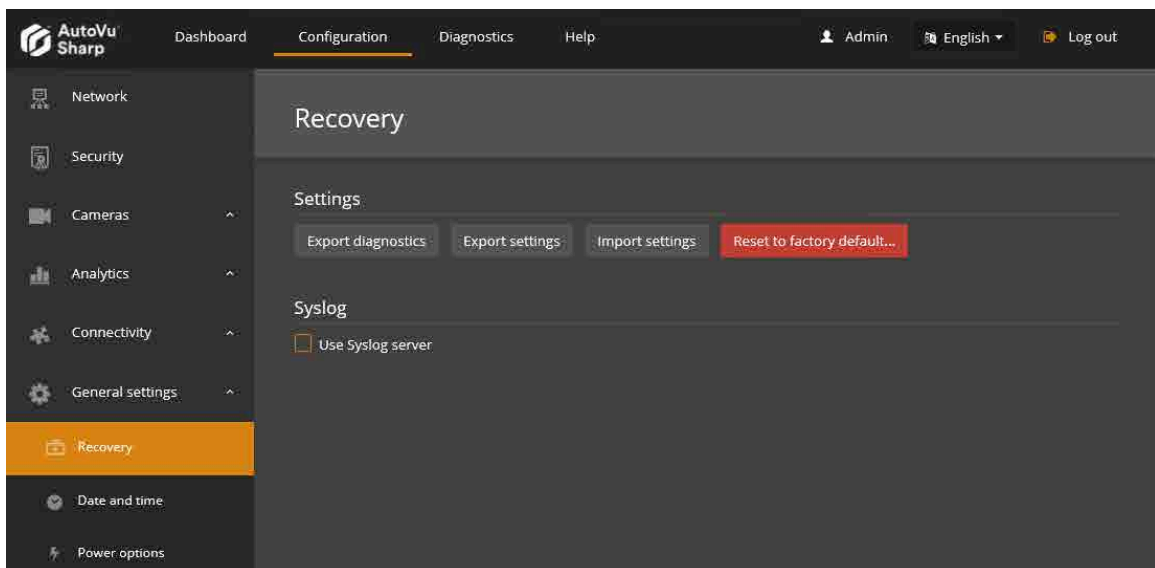 AutoVu Sharp
Dashboard
Configuration
Diagnostics
Help
Admin
English
Log out
Network
Security
Cameras
Analytics
Connectivity
General settings
Recovery
Date and time
Power options
Recovery
Settings
Export diagnostics
Export settings
Import settings
Reset to factory default...
Syslog
Use Syslog server